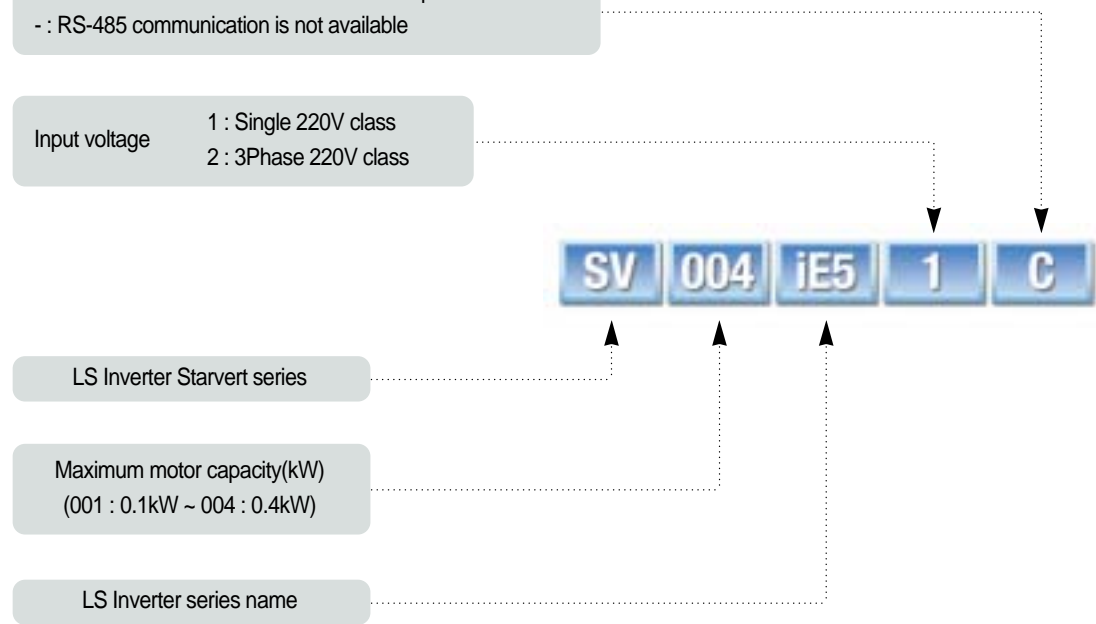 - : RS-485 communication is not available
Input voltage
1 : Single 220V class
2 : 3Phase 220V class
SV 004 iE5 1 C
LS Inverter Starvert series
Maximum motor capacity(kW)
(001 : 0.1kW ~ 004 : 0.4kW)
LS Inverter series name